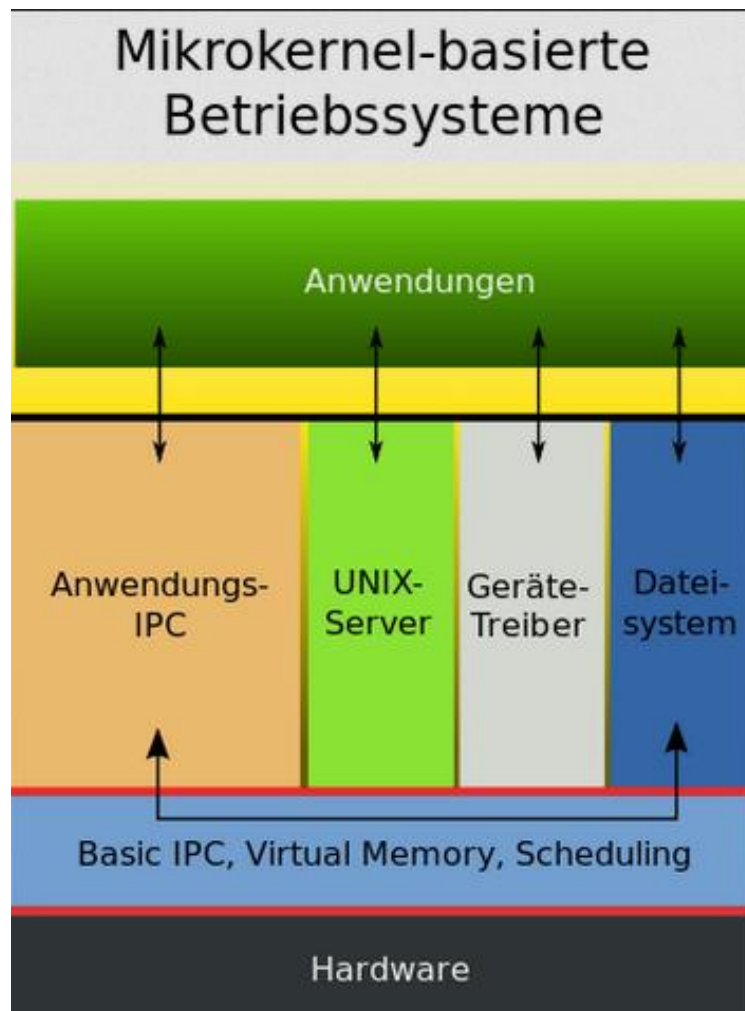 Mikrokernel-basierte
Betriebssysteme
Anwendungen
Anwendungs-
IPC
UNIX-
Server
Geräte-
Treiber
Datei-
system
Basic IPC, Virtual Memory, Scheduling
Hardware